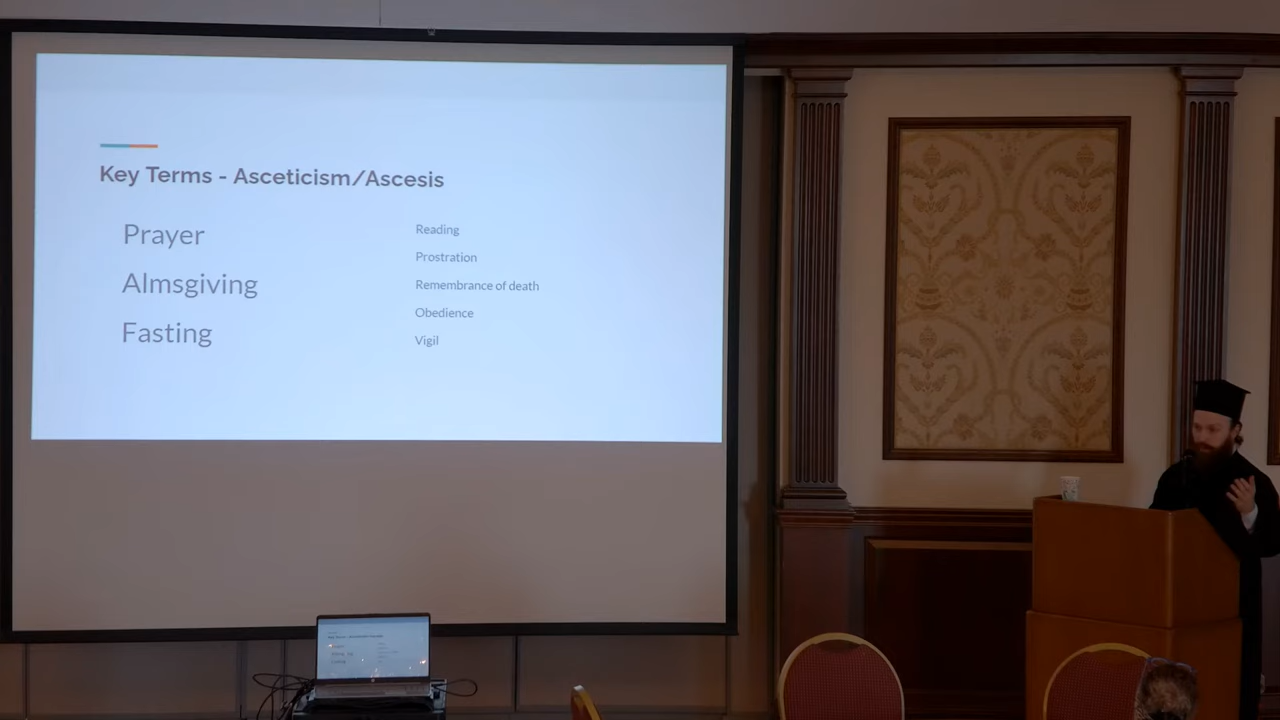 Key Terms - Asceticism/Ascesis
Prayer
Almsgiving
Fasting
Reading
Prostration
Remembrance of death
Obedience
Vigil